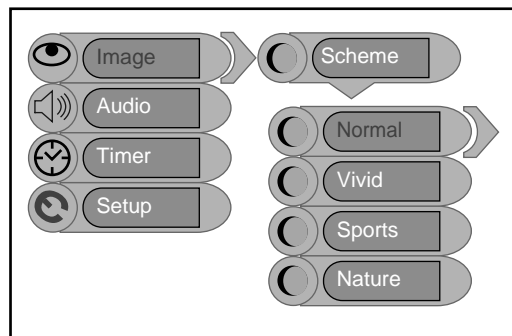 Image
Audio
Timer
Setup
Scheme
Normal
Vivid
Sports
Nature